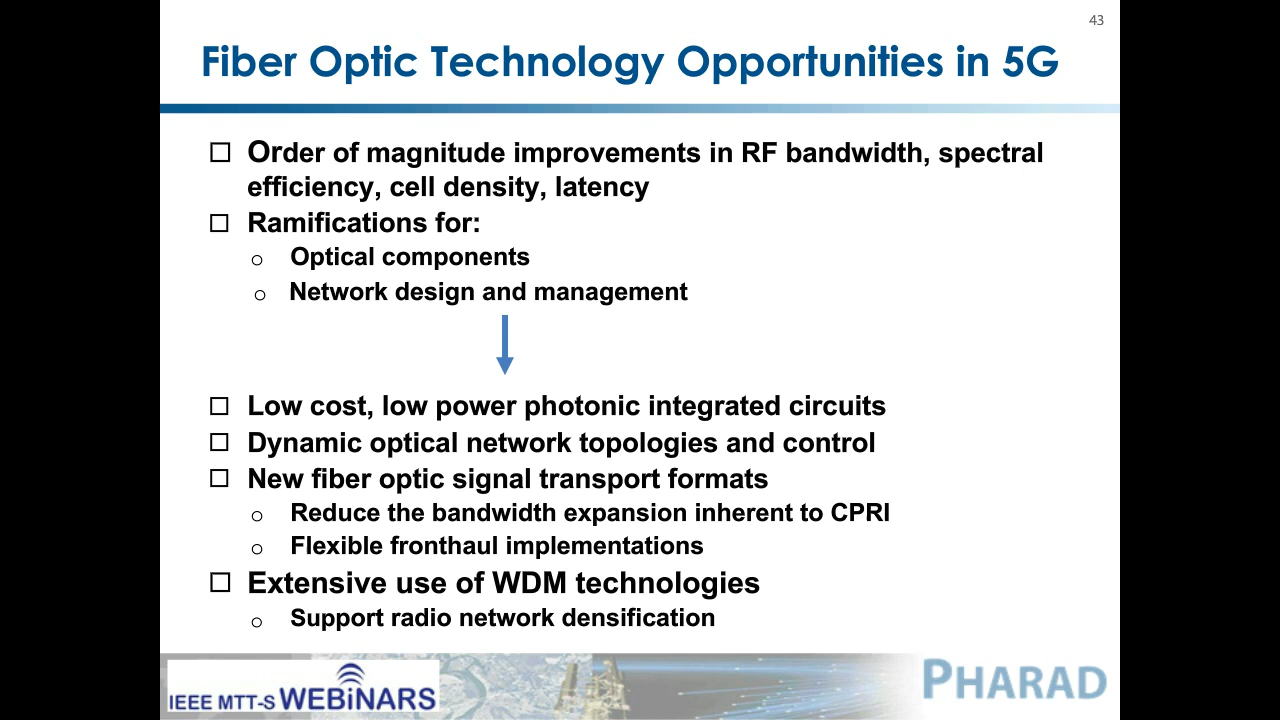 43
Fiber Optic Technology Opportunities in 5G
Order of magnitude improvements in RF bandwidth, spectral
efficiency, cell density, latency
Ramifications for:
Optical components
Network design and management
Low cost, low power photonic integrated circuits
Dynamic optical network topologies and control
New fiber optic signal transport formats
Reduce the bandwidth expansion inherent to CPRI
Flexible fronthaul implementations
Extensive use of WDM technologies
Support radio network densification
IEEE MTT-S WEBiNARS
PHARAD